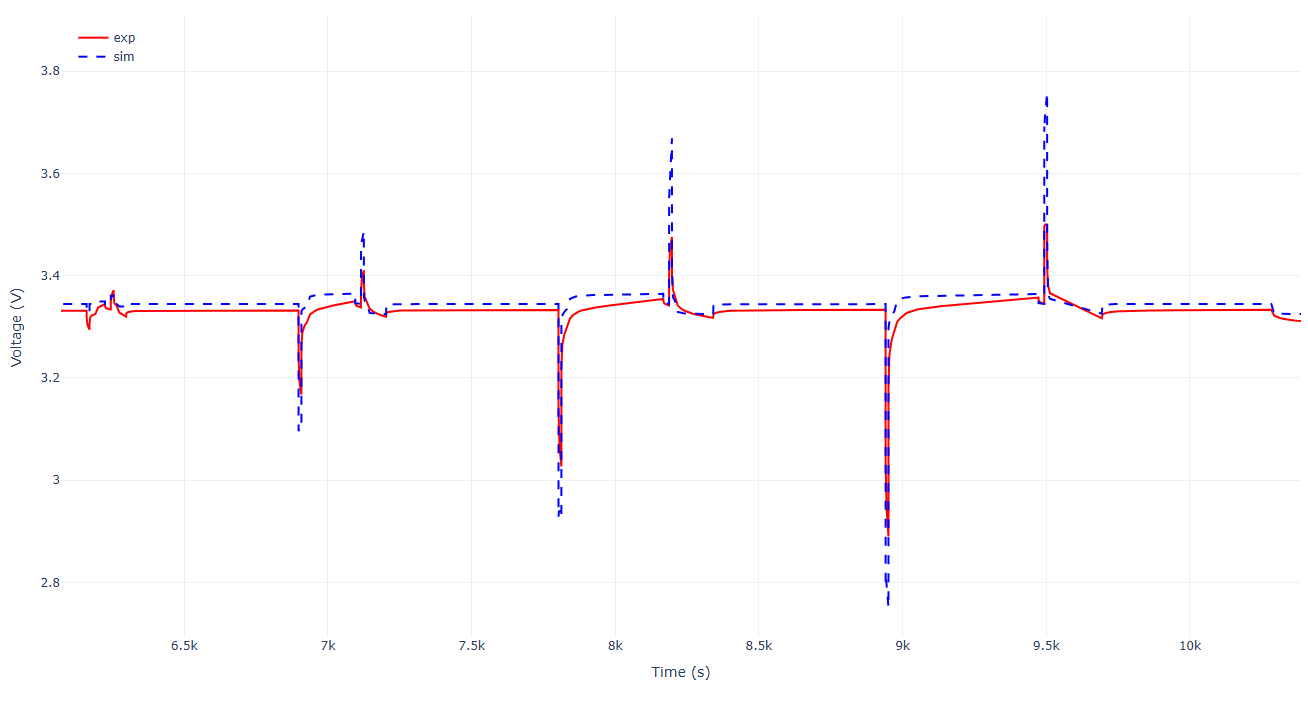 exp
sim
3.8
3.6
3.4
3.2
3
2.8
Voltage (V)
6.5k
7k
7.5k
8k
8.5k
9k
9.5k
10k
Time (s)